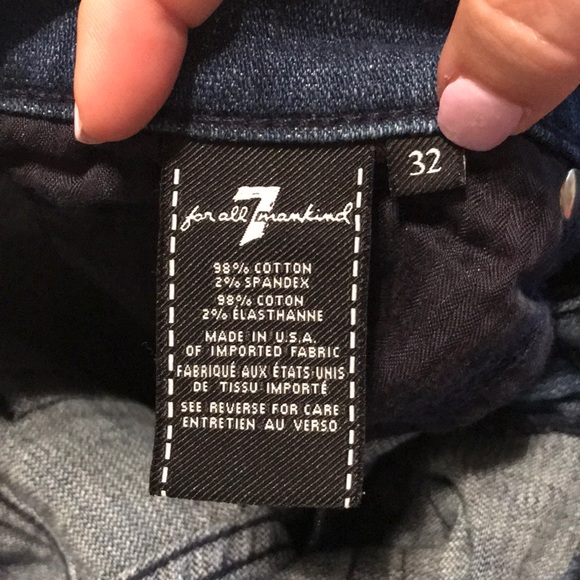 for all 7 mankind
32
98% COTTON
2% SPANDEX
98% COTON
2% ÉLASTHANNE
MADE IN U.S.A.
OF IMPORTED FABRIC
FABRIQUÉ AUX ÉTATS UNIS
DE TISSU IMPORTÉ
SEE REVERSE FOR CARE
ENTRETIEN AU VERSO